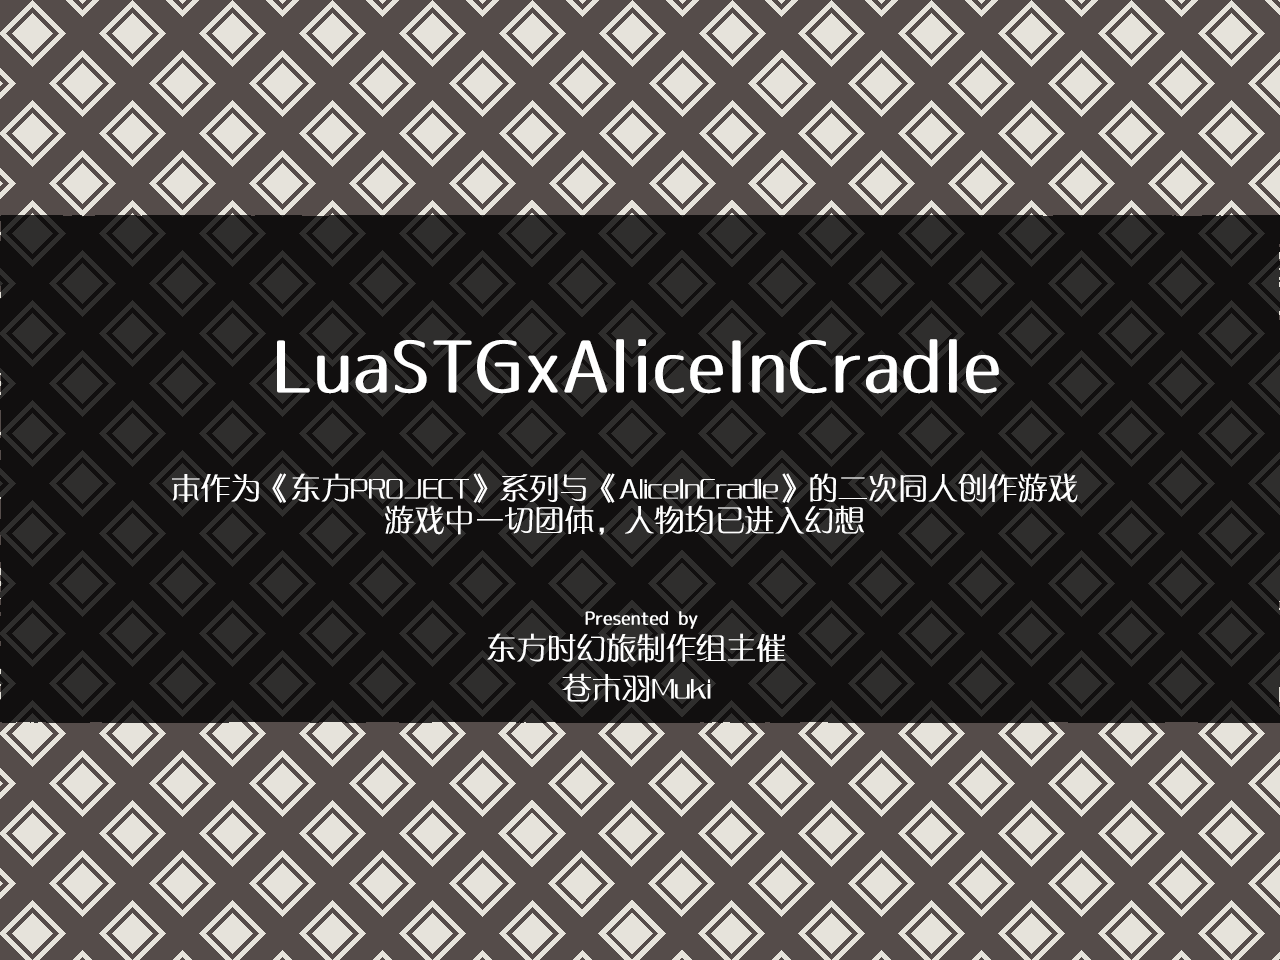 LuaSTGxAliceInCradle
本作为《东方PROJECT》系列与《AliceInCradle》的二次同人创作游戏
游戏中一切团体，人物均已进入幻想
Presented by
东方时幻旅制作组主催
苍木羽Muki